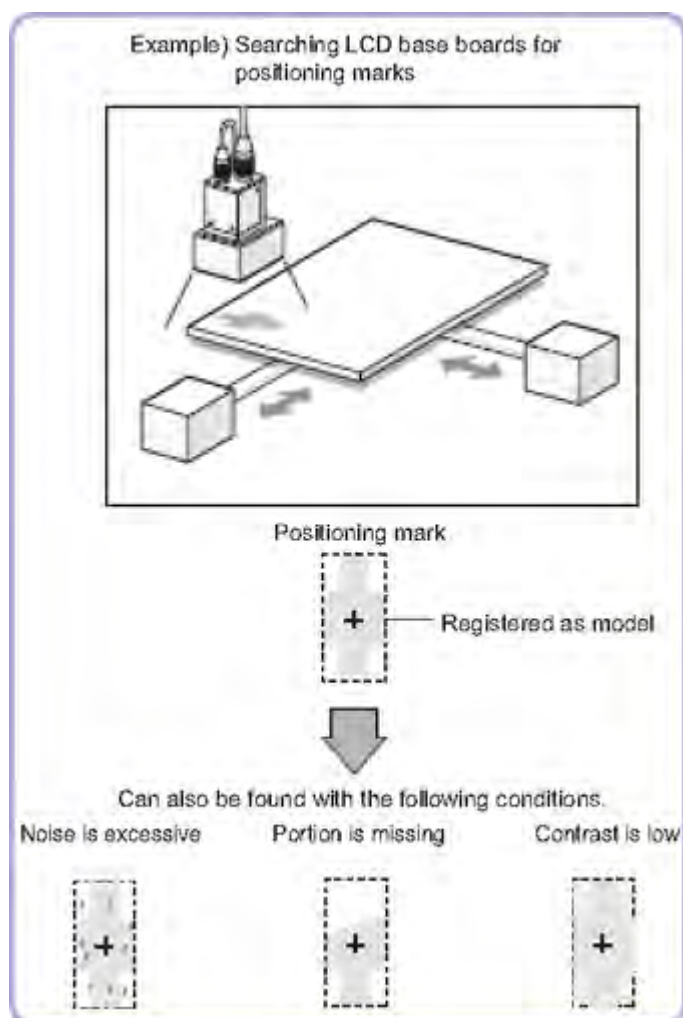 Example) Searching LCD base boards for
positioning marks
Positioning mark
Registered as model
Can also be found with the following conditions.
Noise is excessive
Portion is missing
Contrast is low